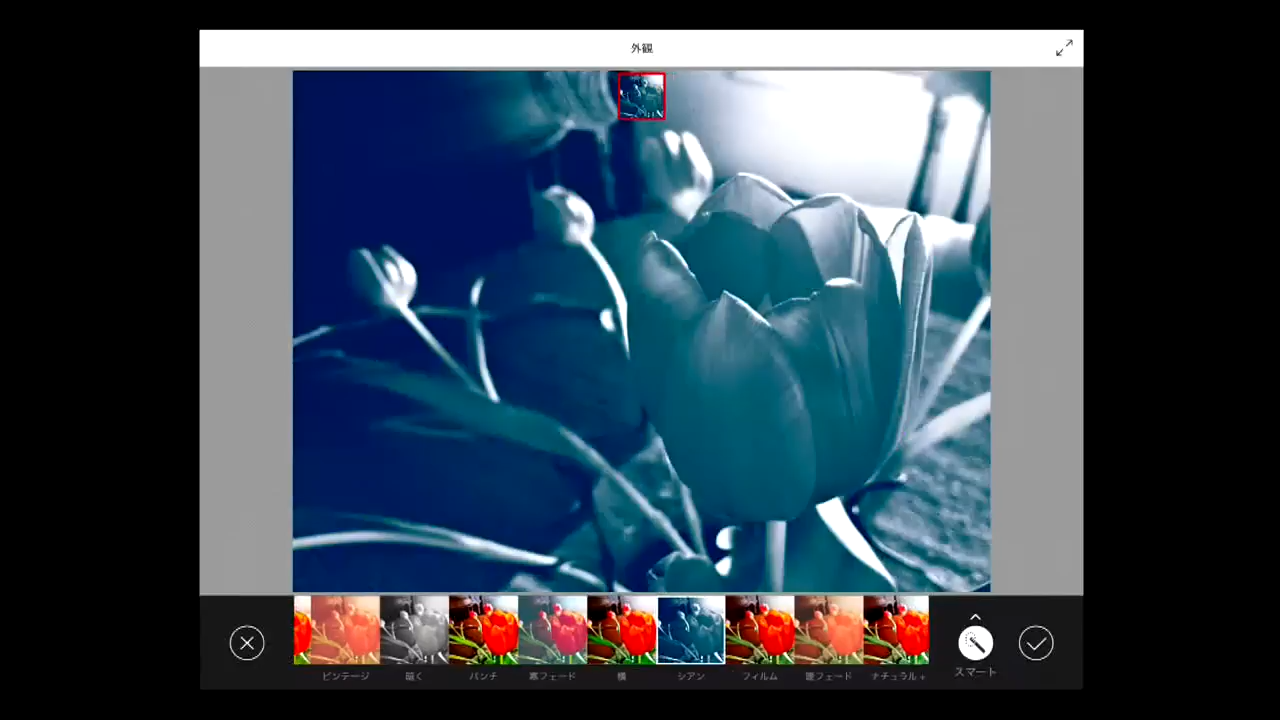 外観
ビンテージ
暗く
パンチ
寒フェード
横
シアン
フィルム
暖フェード
ナチュラル +
スマート